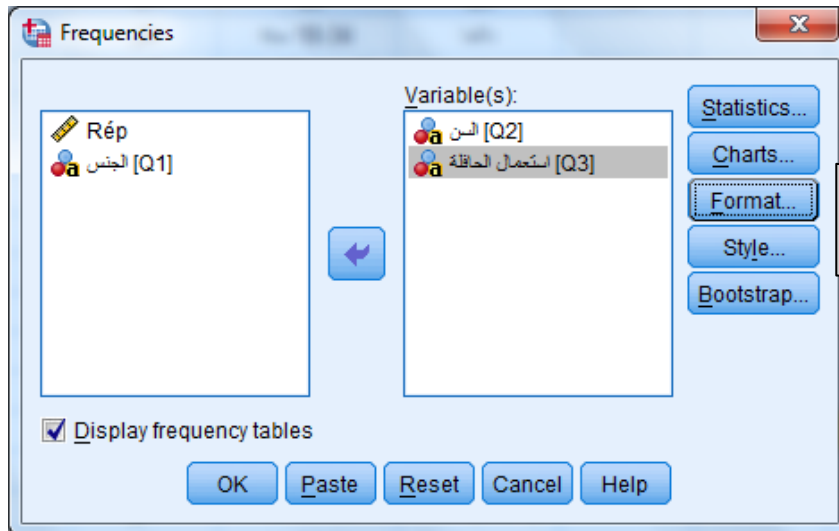 Frequencies
Rép
الجنس [Q1]
Variable(s):
السن [Q2]
استعمال الحافلة [Q3]
Statistics...
Charts...
Format...
Style...
Bootstrap...
Display frequency tables
OK
Paste
Reset
Cancel
Help